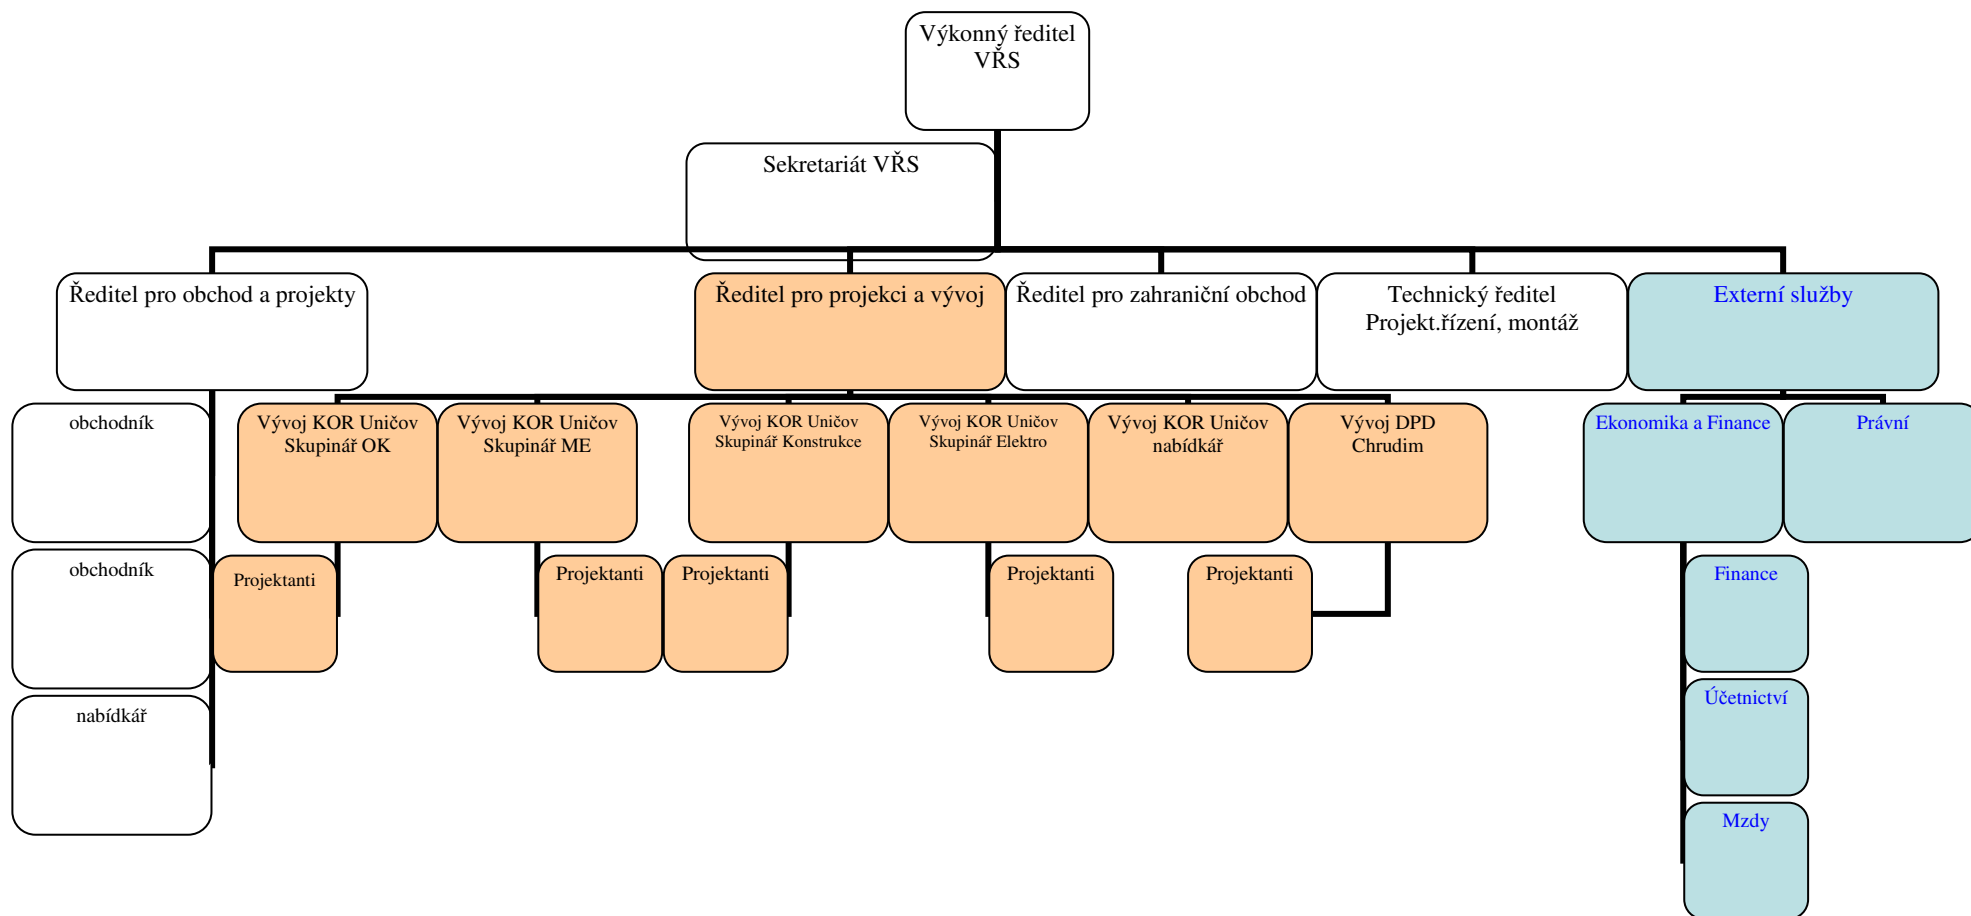 Výkonný ředitel
VŘS
Sekretariát VŘS
Ředitel pro obchod a projekty
Ředitel pro projekci a vývoj
Ředitel pro zahraniční obchod
Technický ředitel
Projekt.řízení, montáž
Externí služby
obchodník
Vývoj KOR Uničov
Skupinář OK
Vývoj KOR Uničov
Skupinář ME
Vývoj KOR Uničov
Skupinář Konstrukce
Vývoj KOR Uničov
Skupinář Elektro
Vývoj KOR Uničov
nabídkář
Vývoj DPD
Chrudim
Ekonomika a Finance
Právní
obchodník
Projektanti
Projektanti
Projektanti
Projektanti
Projektanti
Finance
nabídkář
Účetnictví
Mzdy